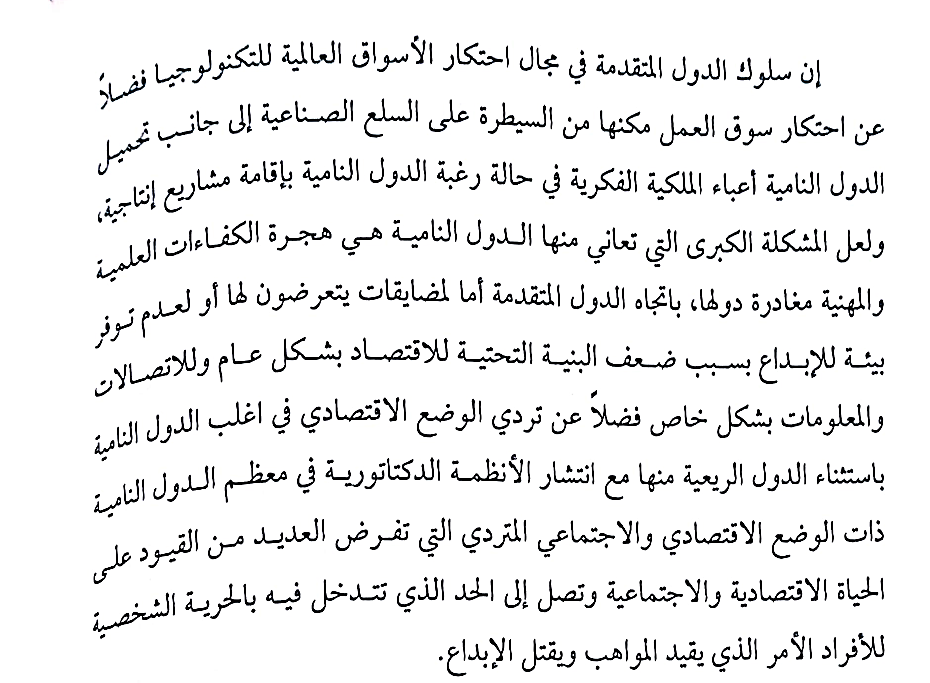 إن سلوك الدول المتقدمة في مجال احتكار الأسواق العالمية للتكنولوجيا فضلاً
عن احتكار سوق العمل مكنها من السيطرة على السلع الصناعية إلى جانب تحميل
الدول النامية أعباء الملكية الفكرية في حالة رغبة الدول النامية بإقامة مشاريع إنتاجية،
ولعل المشكلة الكبرى التي تعاني منها الدول النامية هي هجرة الكفاءات العلمية
والمهنية مغادرة دولها، باتجاه الدول المتقدمة أما لمضايقات يتعرضون لها أو لعدم توفر
بيئة للإبداع بسبب ضعف البنية التحتية للاقتصاد بشكل عام وللاتصالات
والمعلومات بشكل خاص فضلاً عن تردي الوضع الاقتصادي في اغلب الدول النامية
باستثناء الدول الريعية منها مع انتشار الأنظمة الدكتاتورية في معظم الدول النامية
ذات الوضع الاقتصادي والاجتماعي المتردي التي تفرض العديد من القيود على
الحياة الاقتصادية والاجتماعية وتصل إلى الحد الذي تتدخل فيه بالحرية الشخصية
للأفراد الأمر الذي يقيد المواهب ويقتل الإبداع.